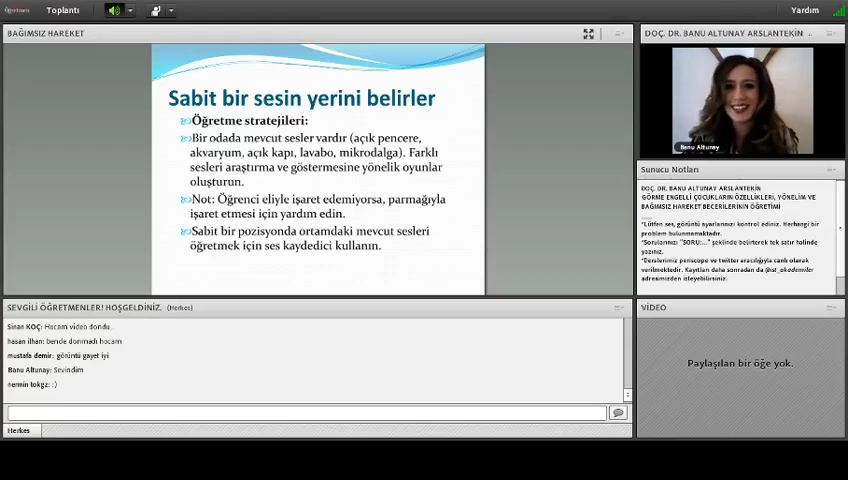 öğretmen
Toplantı
Yardım
BAĞIMSIZ HAREKET
DOÇ. DR. BANU ALTUNAY ARSLANTEKİN ..
Sabit bir sesin yerini belirler
Öğretme stratejileri:
Bir odada mevcut sesler vardır (açık pencere,
akvaryum, açık kapı, lavabo, mikrodalga). Farklı
sesleri araştırma ve göstermesine yönelik oyunlar
oluşturun.
Not: Öğrenci eliyle işaret edemiyorsa, parmağıyla
işaret etmesi için yardım edin.
Sabit bir pozisyonda ortamdaki mevcut sesleri
öğretmek için ses kaydedici kullanın.
Banu Altunay
Sunucu Notları
DOÇ. DR. BANU ALTUNAY ARSLANTEKİN
GÖRME ENGELLİ ÇOCUKLARIN ÖZELLİKLERİ, YÖNELİM VE
BAĞIMSIZ HAREKET BECERİLERİNİN ÖĞRETİMİ
*Lütfen ses, görüntü ayarlarınızı kontrol ediniz. Herhangi bir
problem bulunmamaktadır.
*Sorularınızı "SORU:..." şeklinde belirterek tek satır halinde
yazınız.
*Derslerimiz periscope ve twitter aracılığıyla canlı olarak
verilmektedir. Kayıtları daha sonradan da @ist_akademiler
adresimizden izleyebilirsiniz.
SEVGİLİ ÖĞRETMENLER! HOŞGELDİNİZ. (Herkes)
Sinan KOÇ: Hocam video dondu..
hasan ilhan: bende donmadı hocam
mustafa demir: görüntü gayet iyi
Banu Altunay: Sevindim
nermin tokgz: :)
Herkes
VİDEO
Paylaşılan bir öğe yok.